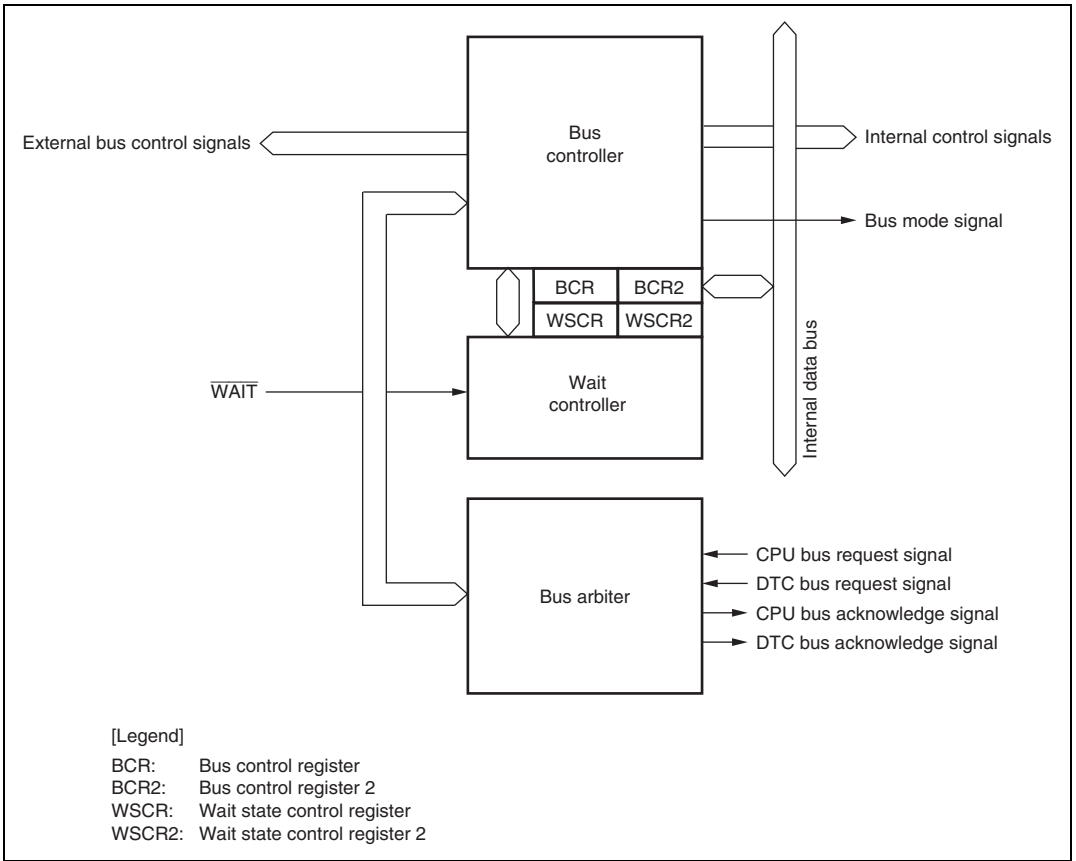 Bus
controller
External bus control signals
Internal control signals
Bus mode signal
BCR
BCR2
WSCR
WSCR2
Internal data bus
WAIT
Wait
controller
Bus arbiter
CPU bus request signal
DTC bus request signal
CPU bus acknowledge signal
DTC bus acknowledge signal
[Legend]
BCR: Bus control register
BCR2: Bus control register 2
WSCR: Wait state control register
WSCR2: Wait state control register 2